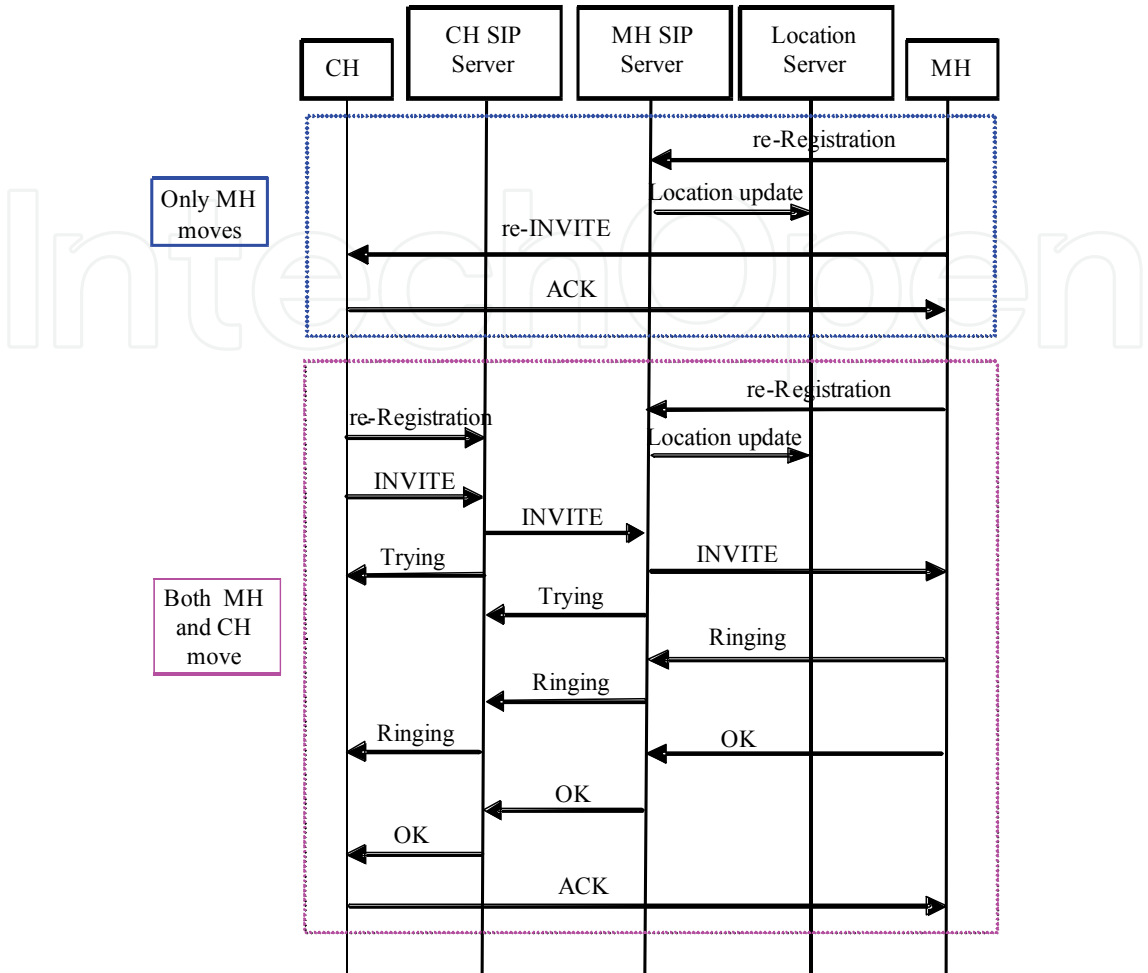 CH
CH SIP
Server
MH SIP
Server
Location
Server
MH
re-Registration
Only MH
moves
Location update
re-INVITE
ACK
IntechOpen
re-Registration
re-Registration
Location update
INVITE
INVITE
Trying
INVITE
Both MH
and CH
move
Trying
Ringing
Ringing
Ringing
OK
OK
OK
ACK